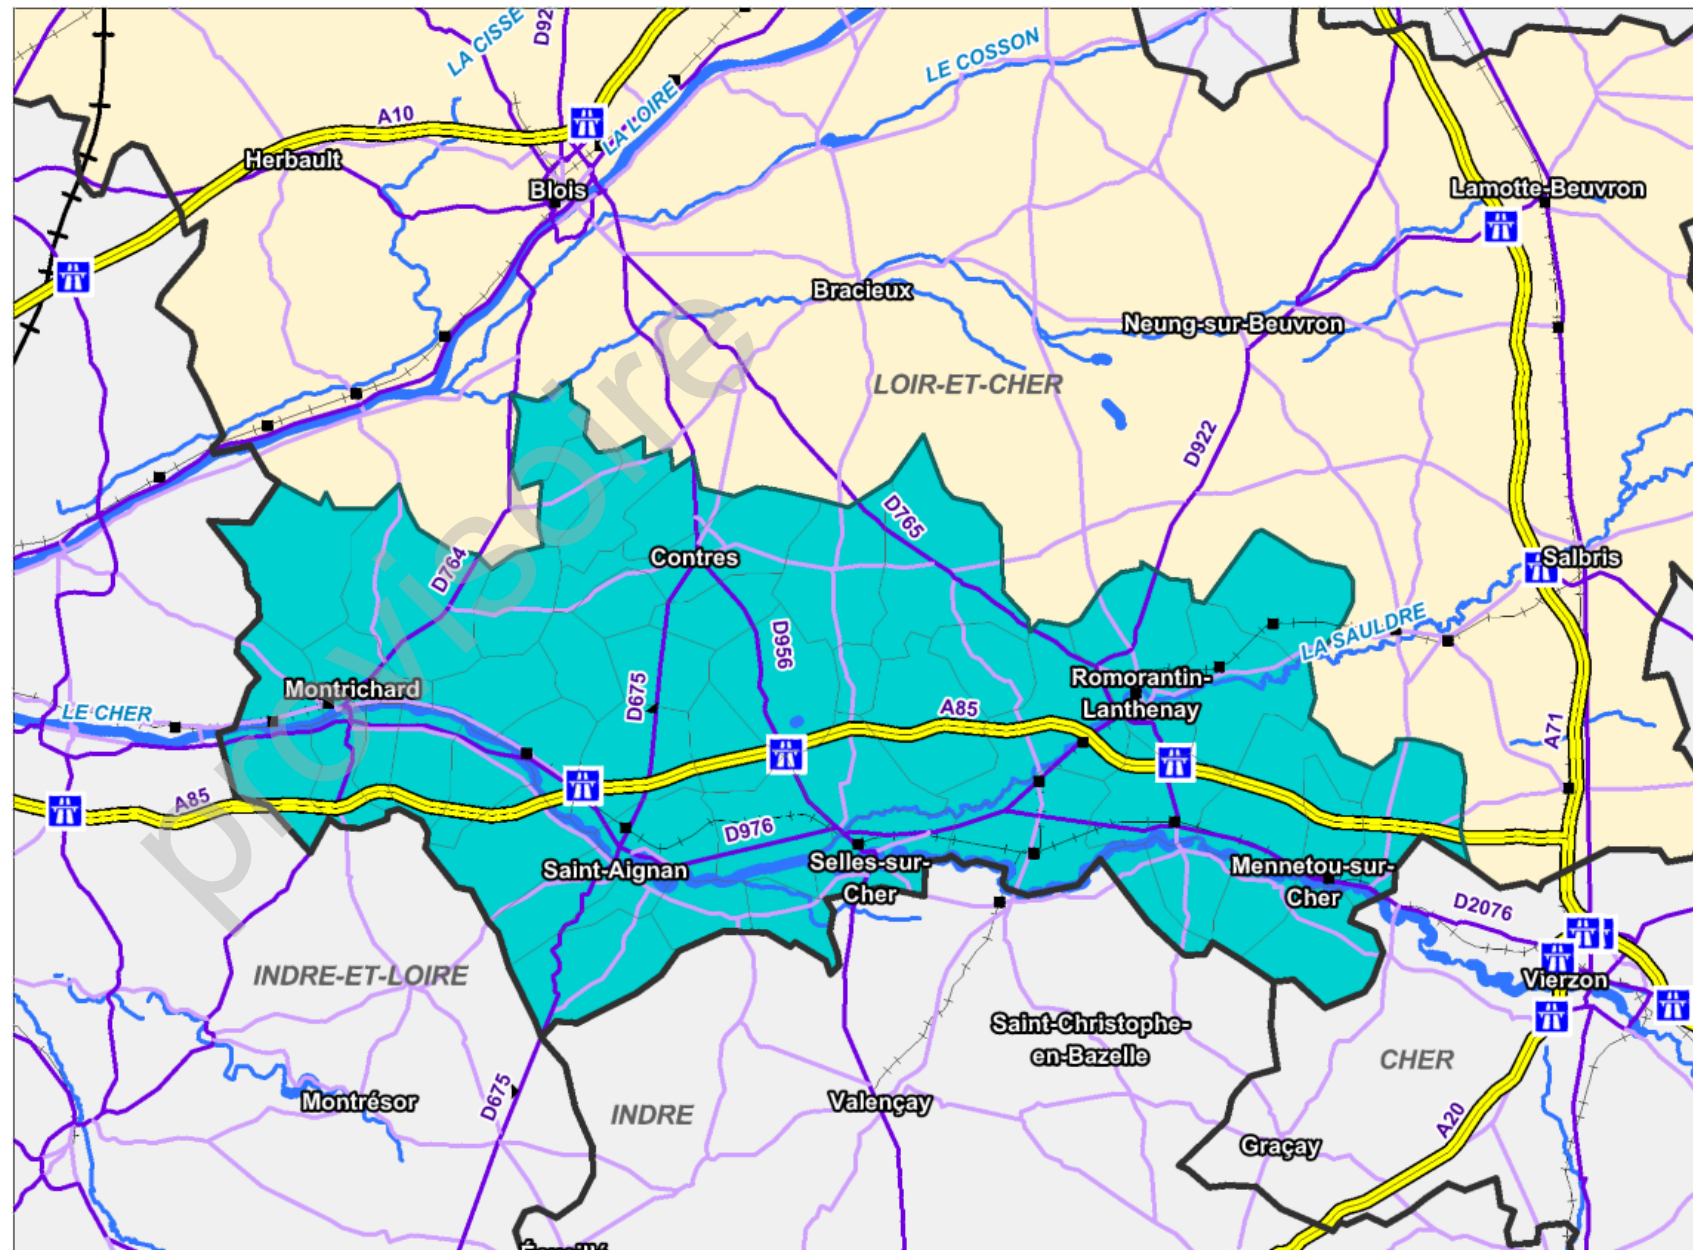 LA CISSE
D92
LE COSSON
A10
LA LOIRE
Herbault
Blois
Lamotte-Beuvron
Bracieux
Neung-sur-Beuvron
LOIR-ET-CHER
D922
D765
D764
Contres
Salbris
provisoire
D956
LA SAULDRE
D675
Romorantin-
Lanthenay
Montrichard
LE CHER
A85
A71
A85
D976
Saint-Aignan
Selles-sur-
Cher
Mennetou-sur-
Cher
D2076
INDRE-ET-LOIRE
Vierzon
Saint-Christophe-
en-Bazelle
CHER
D675
Montrésor
INDRE
Valençay
A20
Graçay